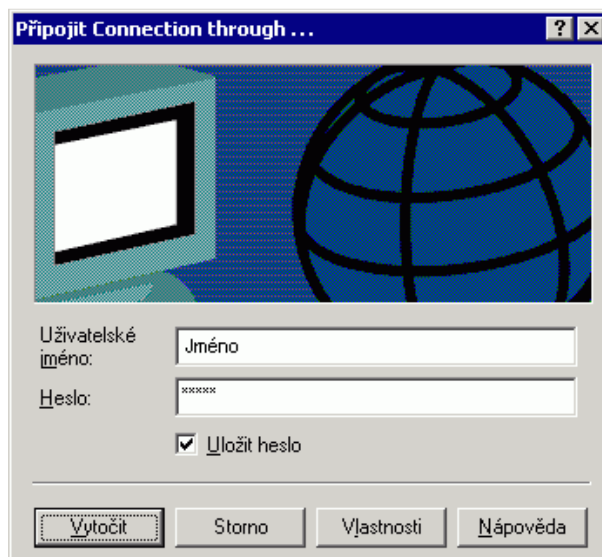 Připojit Connection through ...
Uživatelské
jméno:
Jméno
Heslo:
*****
Uložit heslo
Vytočit
Storno
Vlastnosti
Nápověda